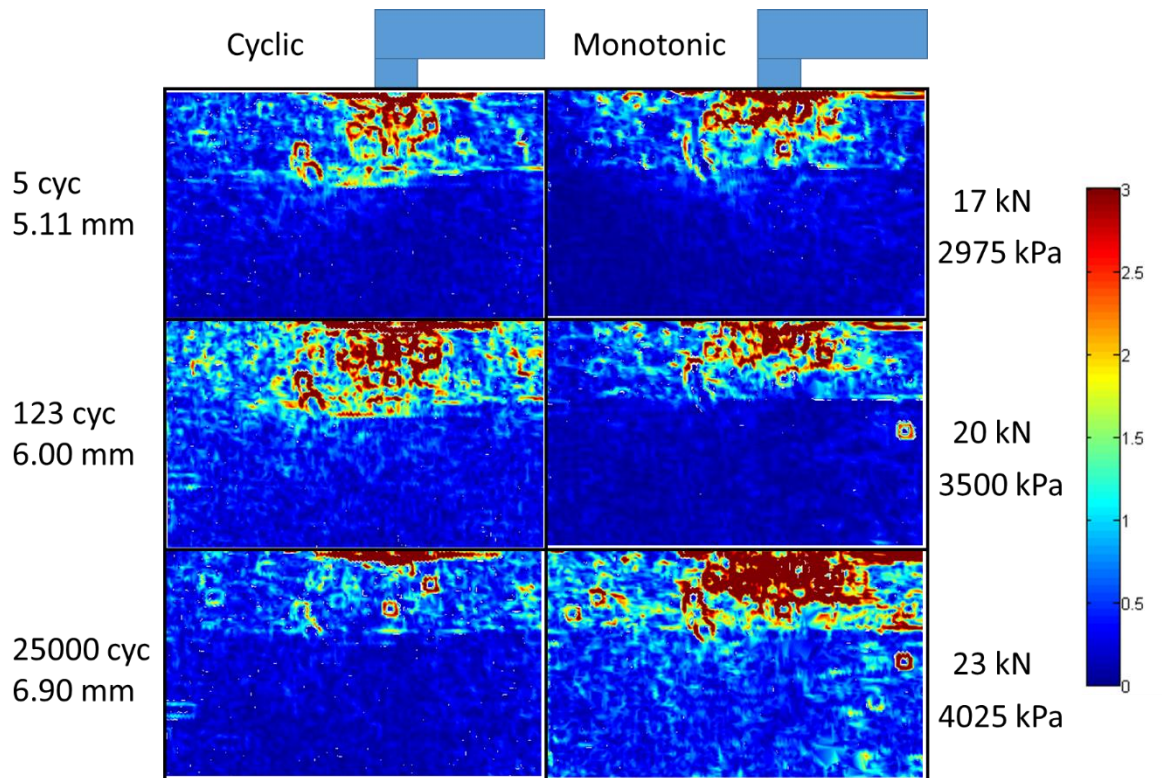 Cyclic
Monotonic
5 cyc
5.11 mm
17 kN
2975 kPa
123 cyc
6.00 mm
20 kN
3500 kPa
25000 cyc
6.90 mm
23 kN
4025 kPa
3
2.5
2
1.5
1
0.5
0